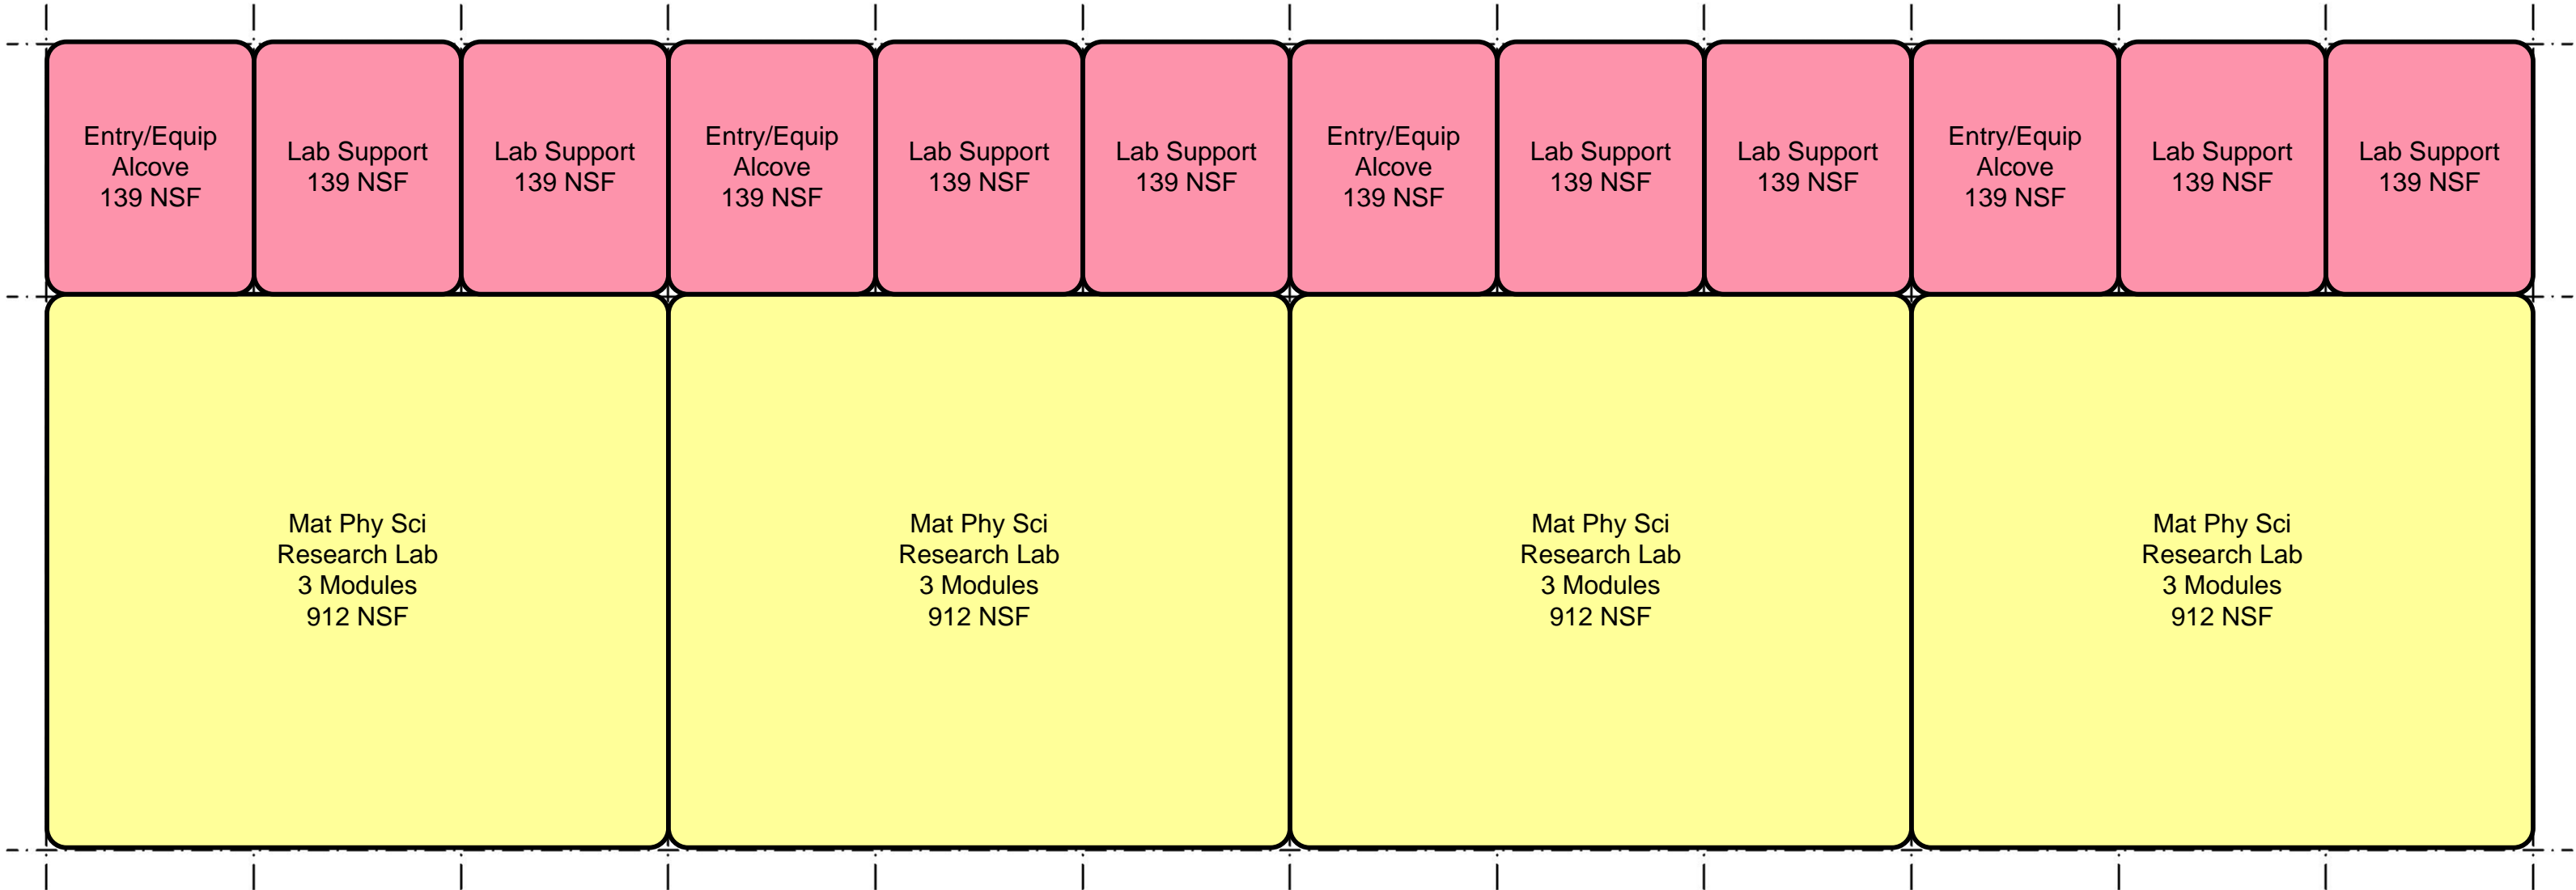 Entry/Equip
Alcove
139 NSF
Lab Support
139 NSF
Lab Support
139 NSF
Entry/Equip
Alcove
139 NSF
Lab Support
139 NSF
Lab Support
139 NSF
Entry/Equip
Alcove
139 NSF
Lab Support
139 NSF
Lab Support
139 NSF
Entry/Equip
Alcove
139 NSF
Lab Support
139 NSF
Lab Support
139 NSF
Mat Phy Sci
Research Lab
3 Modules
912 NSF
Mat Phy Sci
Research Lab
3 Modules
912 NSF
Mat Phy Sci
Research Lab
3 Modules
912 NSF
Mat Phy Sci
Research Lab
3 Modules
912 NSF